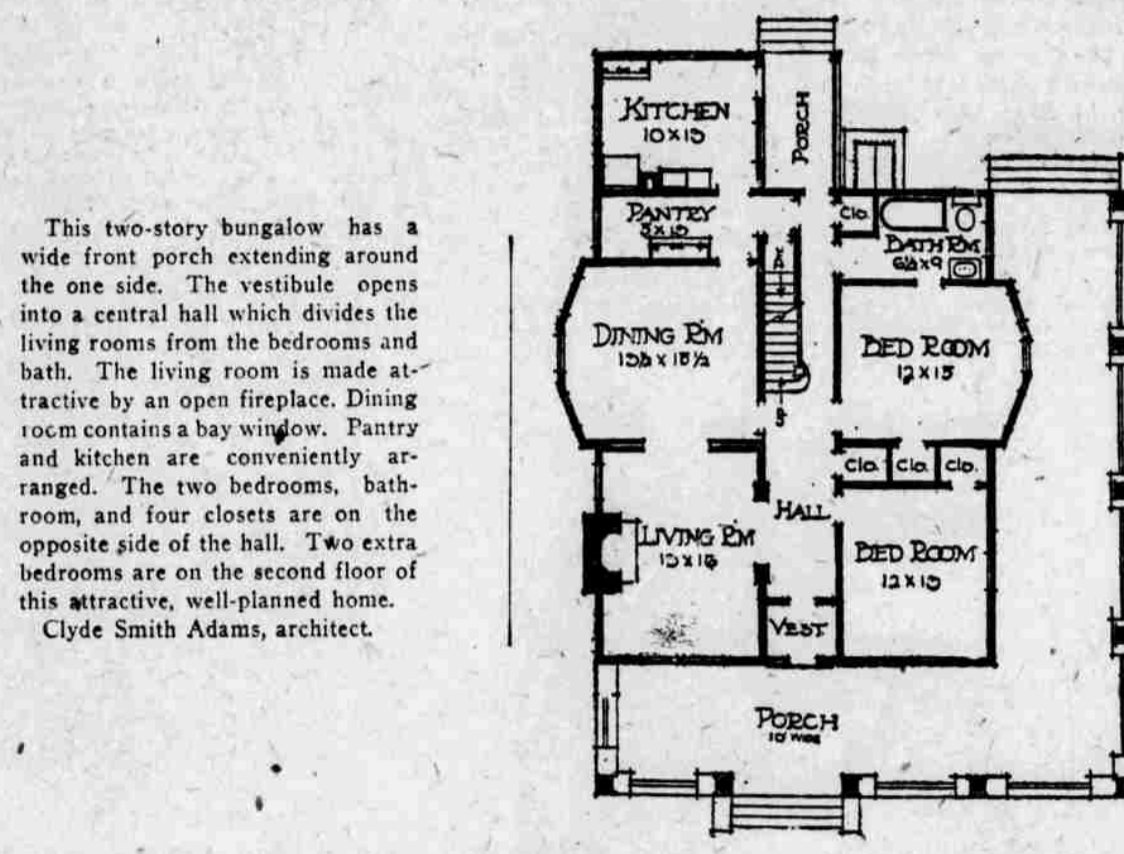 This two-story bungalow has a
wide front porch extending around
the one side. The vestibule opens
into a central hall which divides the
living rooms from the bedrooms and
bath. The living room is made at-
tractive by an open fireplace. Dining
room contains a bay window. Pantry
and kitchen are conveniently ar-
ranged. The two bedrooms, bath-
room, and four closets are on the
opposite side of the hall. Two extra
bedrooms are on the second floor of
this attractive, well-planned home.
Clyde Smith Adams, architect.
KITCHEN
PORCH
PANTRY
Clo.
BATH RM
DINING RM
BED ROOM
Clo. Clo. Clo.
HALL
LIVING RM
BED ROOM
VEST
PORCH
10' WIDE